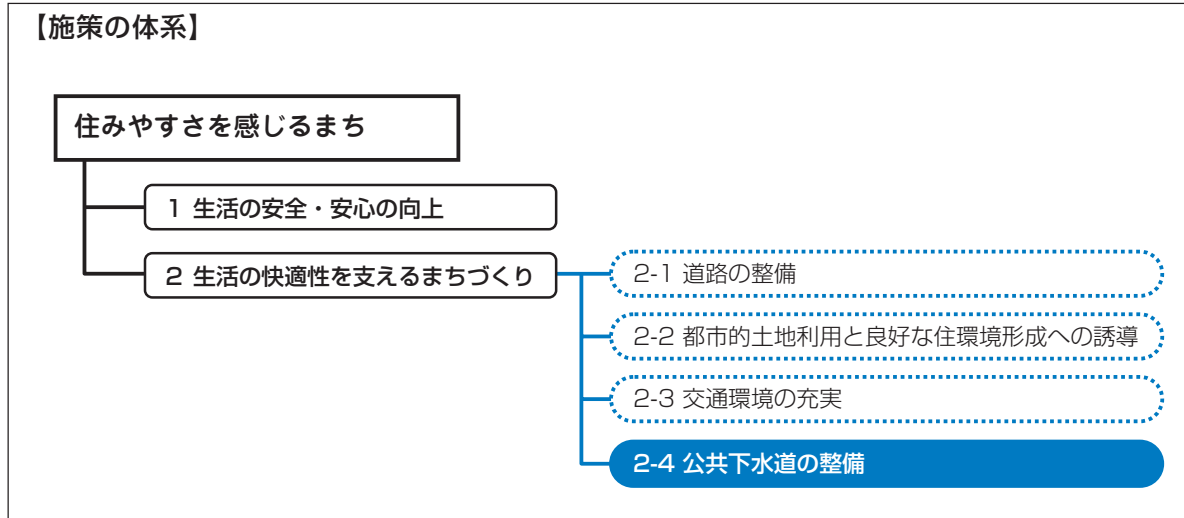 【施策の体系】
住みやすさを感じるまち
1 生活の安全・安心の向上
2 生活の快適性を支えるまちづくり
2-1 道路の整備
2-2 都市的土地利用と良好な住環境形成への誘導
2-3 交通環境の充実
2-4 公共下水道の整備